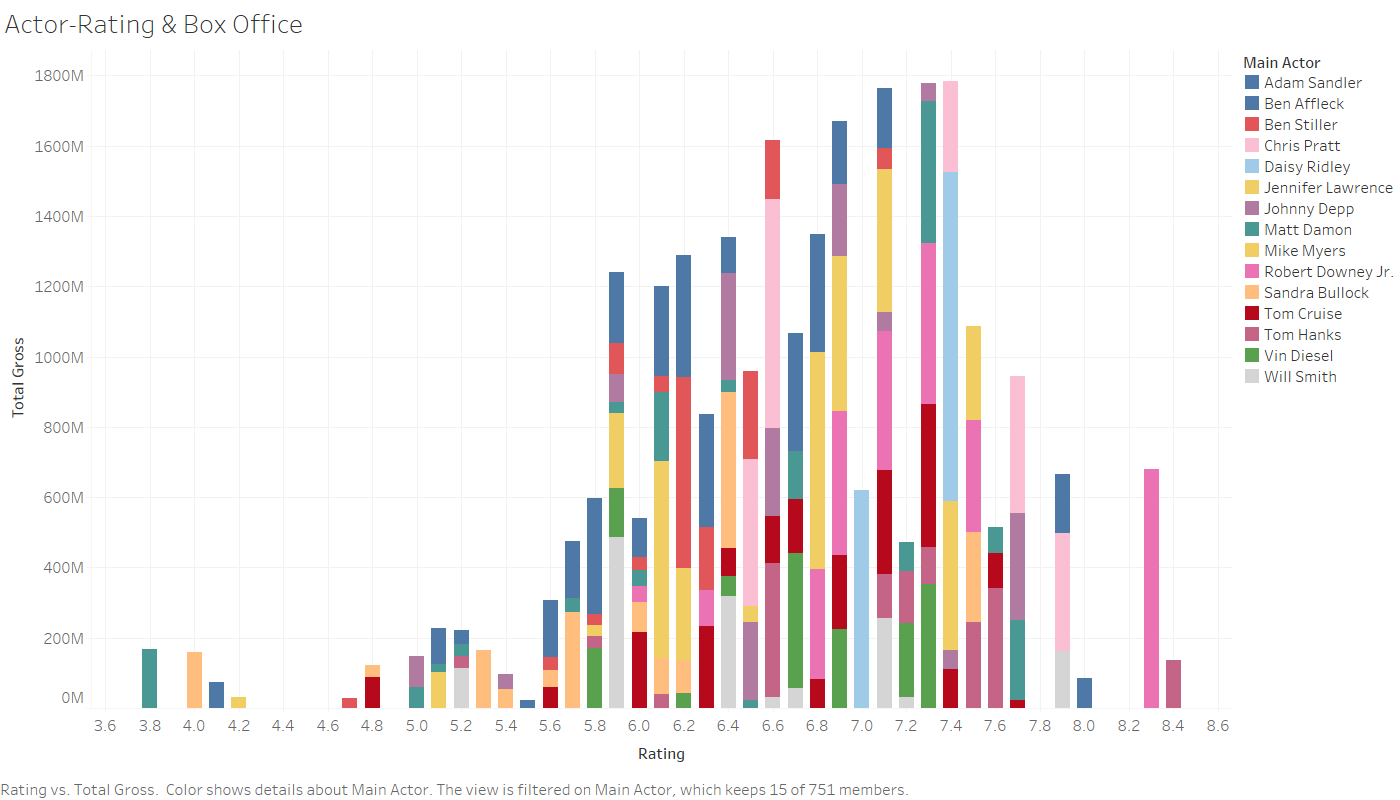 Actor-Rating & Box Office
Main Actor
Adam Sandler
Ben Affleck
Ben Stiller
Chris Pratt
Daisy Ridley
Jennifer Lawrence
Johnny Depp
Matt Damon
Mike Myers
Robert Downey Jr.
Sandra Bullock
Tom Cruise
Tom Hanks
Vin Diesel
Will Smith
Total Gross
1800M
1600M
1400M
1200M
1000M
800M
600M
400M
200M
0M
3.6 3.8 4.0 4.2 4.4 4.6 4.8 5.0 5.2 5.4 5.6 5.8 6.0 6.2 6.4 6.6 6.8 7.0 7.2 7.4 7.6 7.8 8.0 8.2 8.4 8.6
Rating
Rating vs. Total Gross. Color shows details about Main Actor. The view is filtered on Main Actor, which keeps 15 of 751 members.